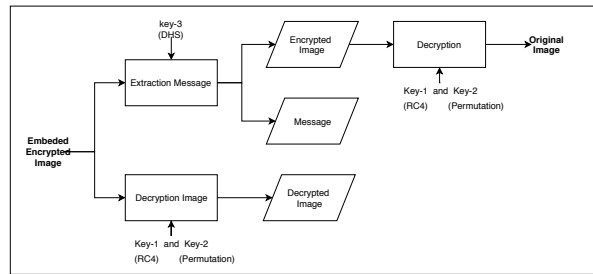 key-3
(DHS)
Extraction Message
Encrypted
Image
Decryption
Original
Image
Key-1 and Key-2
(RC4) (Permutation)
Message
Embeded
Encrypted
Image
Decryption Image
Decrypted
Image
Key-1 and Key-2
(RC4) (Permutation)